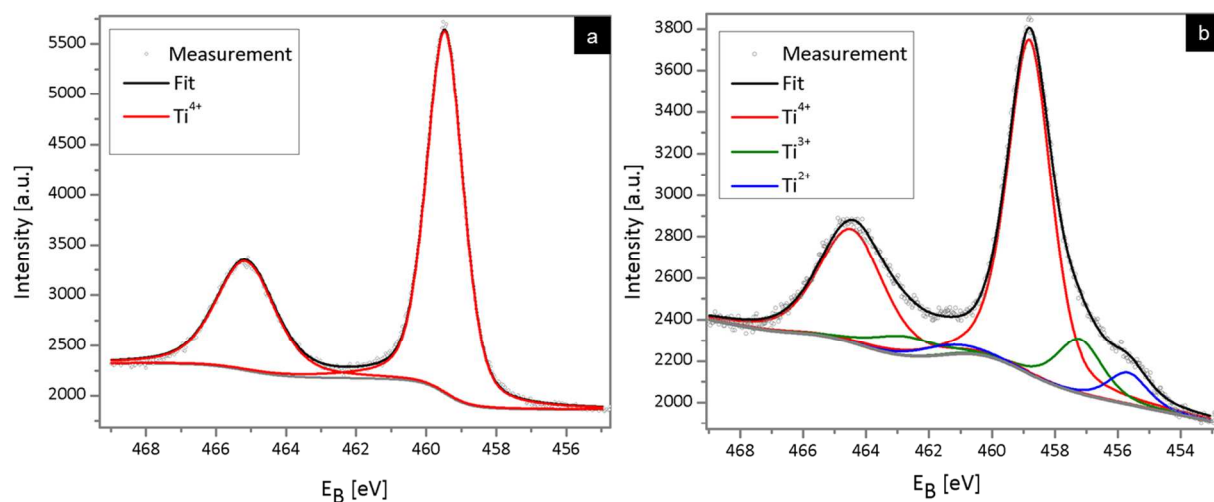 a
Measurement
Fit
Ti4+
5500
5000
4500
4000
3500
3000
2500
2000
Intensity [a.u.]
468 466 464 462 460 458 456
EB [eV]
b
Measurement
Fit
Ti4+
Ti3+
Ti2+
3800
3600
3400
3200
3000
2800
2600
2400
2200
2000
Intensity [a.u.]
468 466 464 462 460 458 456 454
EB [eV]